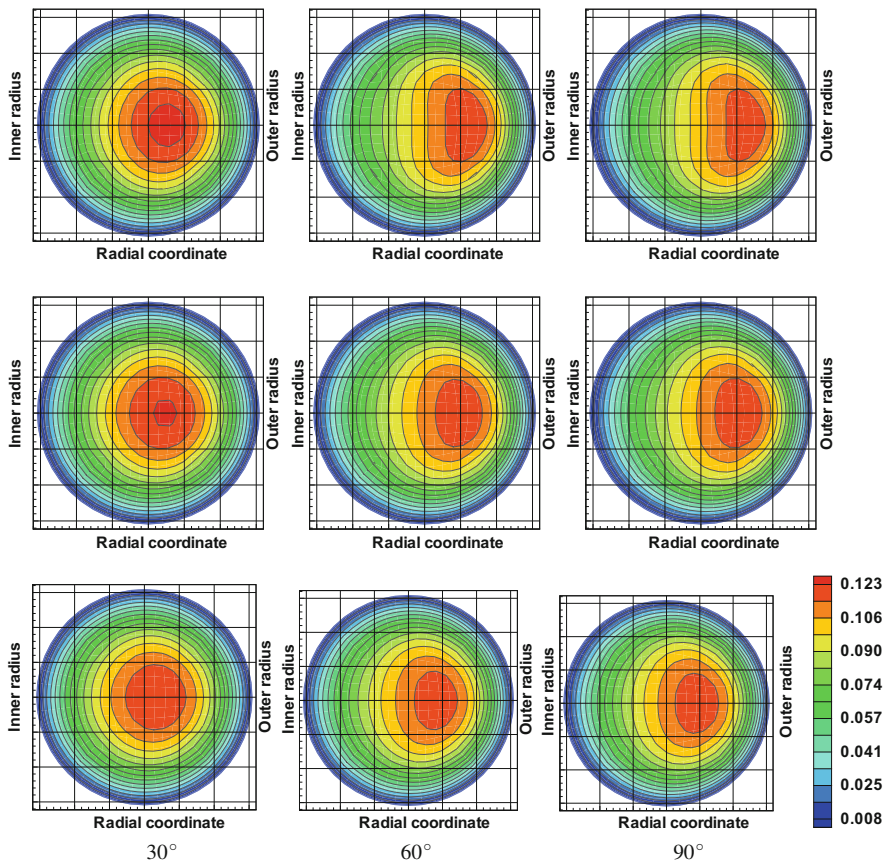 Inner radius
Outer radius
Radial coordinate
Inner radius
Outer radius
Radial coordinate
Inner radius
Outer radius
Radial coordinate
Inner radius
Outer radius
Radial coordinate
Inner radius
Outer radius
Radial coordinate
Inner radius
Outer radius
Radial coordinate
Inner radius
Outer radius
Radial coordinate
30°
Inner radius
Outer radius
Radial coordinate
60°
Inner radius
Outer radius
Radial coordinate
90°
0.123
0.106
0.090
0.074
0.057
0.041
0.025
0.008